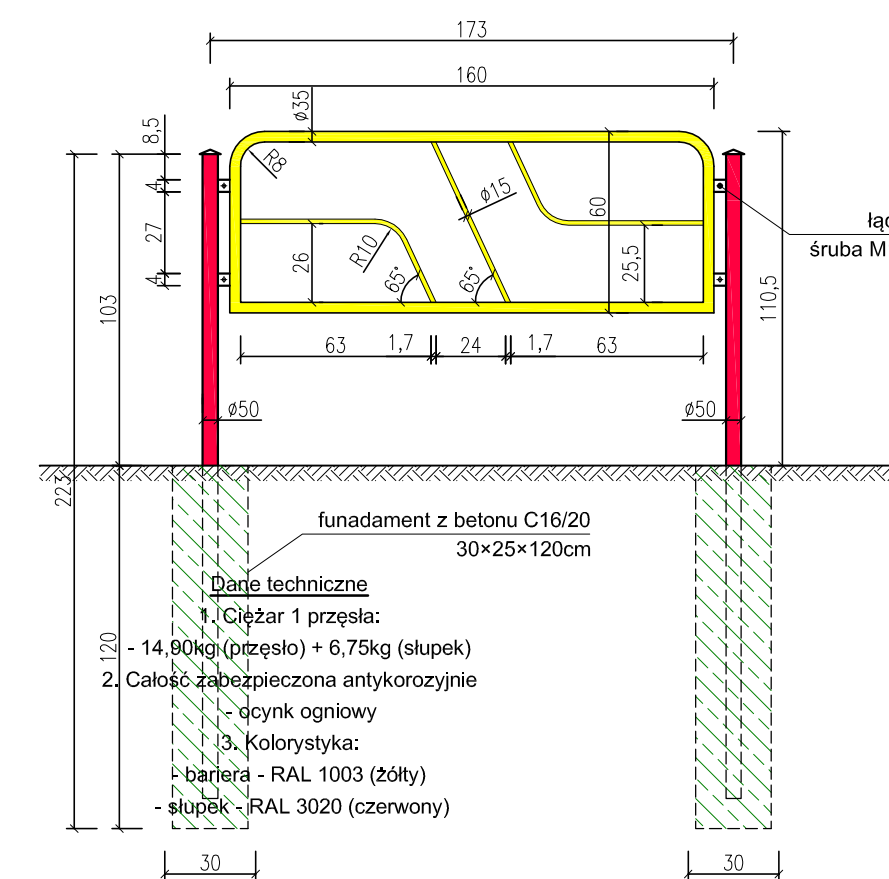 173
160
ø35
8,5
R8
4
ø15
27
60
łąc
śruba M
R10
26
25,5
65°
65°
4
103
110,5
63
1,7
24
1,7
63
ø50
ø50
223
funadament z betonu C16/20
30×25×120cm
Dane techniczne
1. Ciężar 1 przęsła:
- 14,90kg (przęsło) + 6,75kg (słupek)
120
2. Całość zabezpieczona antykorozyjnie
- ocynk ogniowy
3. Kolorystyka:
- bariera - RAL 1003 (żółty)
- słupek - RAL 3020 (czerwony)
30
30